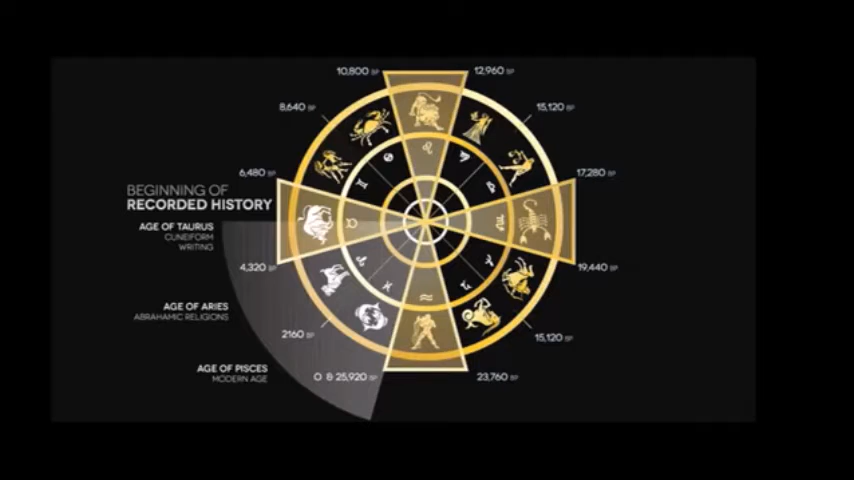 10,800 BP
12,960 BP
8,640 BP
15,120 BP
6,480 BP
17,280 BP
BEGINNING OF
RECORDED HISTORY
AGE OF TAURUS
CUNEIFORM
WRITING
4,320 BP
19,440 BP
AGE OF ARIES
ABRAHAMIC RELIGIONS
2160 BP
15,120 BP
AGE OF PISCES
MODERN AGE
0 & 25,920 BP
23,760 BP